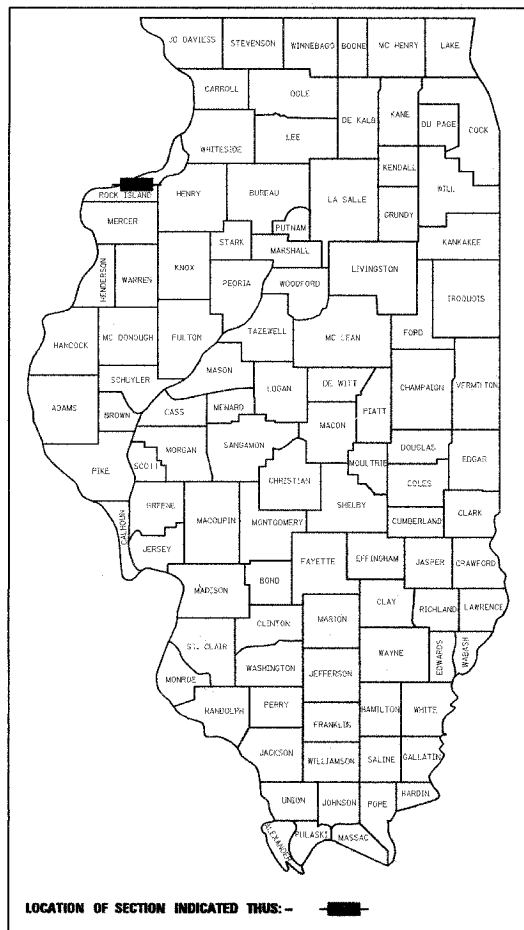 JO DAVIESS STEVENSON WINNEBAGO BOONE MC HENRY LAKE
CARROLL OGLE KANE
DE KALB DU PAGE COCK
WHITESIDE LEE
KENDALL WILL
ROCK ISLAND HENRY BUREAU LA SALLE
GRUNDY
MERCER PUTNAM
STARK MARSHALL KANKAKEE
HENDERSON WARREN KNOX PEORIA WOODFORD LIVINGSTON
IROQUOIS
HANCOCK MC DONOUGH FULTON TAZEWELL MC LEAN FORD
MASON
SCHUYLER LOGAN DE WITT
ADAMS BROWN CASS MENARD CHAMPAIGN VERMILION
PIATT
MACON
PIKE SCOTT MORGAN SANGAMON DOUGLAS
MOULTRIE EDGAR
CHRISTIAN COLES
CALHOUN GREENE MACOUPIN MONTGOMERY SHELBY CUMBERLAND CLARK
JERSEY
FAYETTE EFFINGHAM JASPER CRAWFORD
MADISON BOND
CLAY RICHLAND LAWRENCE
CLINTON MARION
ST. CLAIR WAYNE EDWARDS WABASH
WASHINGTON JEFFERSON
MONROE
RANDOLPH PERRY HAMILTON WHITE
FRANKLIN
JACKSON WILLIAMSON SALINE GALLATIN
UNION JOHNSON POPE HARDIN
ALEXANDER PULASKI MASSAC
LOCATION OF SECTION INDICATED THUS: -